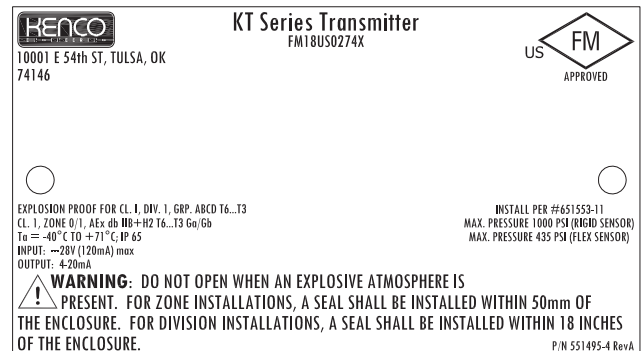 KENCO
KT Series Transmitter
FM18US0274X
10001 E 54th ST, TULSA, OK
74146
US
FM
APPROVED
EXPLOSION PROOF FOR CL. I, DIV. 1, GRP. ABCD T6...T3
CL. 1, ZONE 0/1, AEx db IIB+H2 T6...T3 Ga/Gb
Ta = -40°C TO +71°C; IP 65
INPUT: ⎓28V (120mA) max
OUTPUT: 4-20mA
INSTALL PER #651553-11
MAX. PRESSURE 1000 PSI (RIGID SENSOR)
MAX. PRESSURE 435 PSI (FLEX SENSOR)
! WARNING: DO NOT OPEN WHEN AN EXPLOSIVE ATMOSPHERE IS
PRESENT. FOR ZONE INSTALLATIONS, A SEAL SHALL BE INSTALLED WITHIN 50mm OF
THE ENCLOSURE. FOR DIVISION INSTALLATIONS, A SEAL SHALL BE INSTALLED WITHIN 18 INCHES
OF THE ENCLOSURE.
P/N 551495-4 RevA